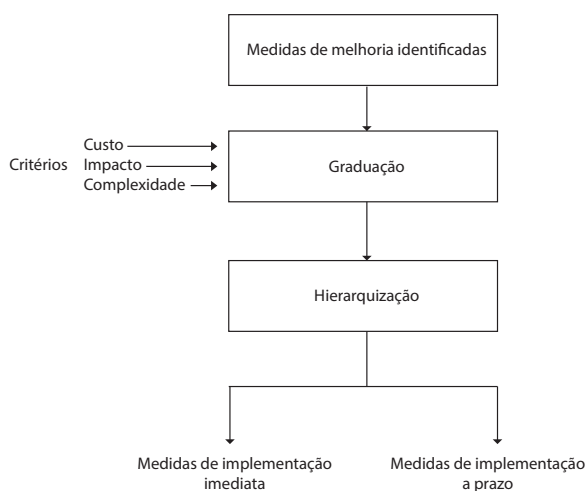 Medidas de melhoria identificadas
Custo
Critérios Impacto
Complexidade
Graduação
Hierarquização
Medidas de implementação
imediata
Medidas de implementação
a prazo